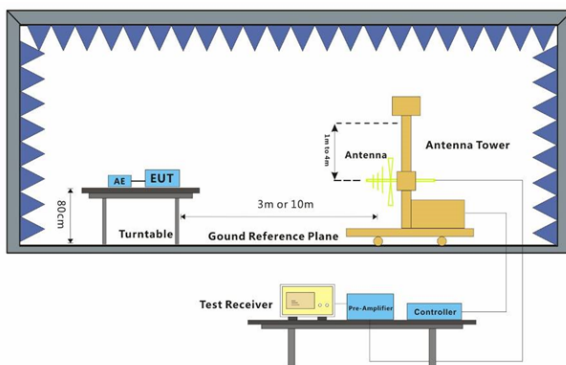 1m to 4m
Antenna
Antenna Tower
AE
EUT
3m or 10m
80cm
Turntable
Gound Reference Plane
Test Receiver
Pre-Amplifier
Controller